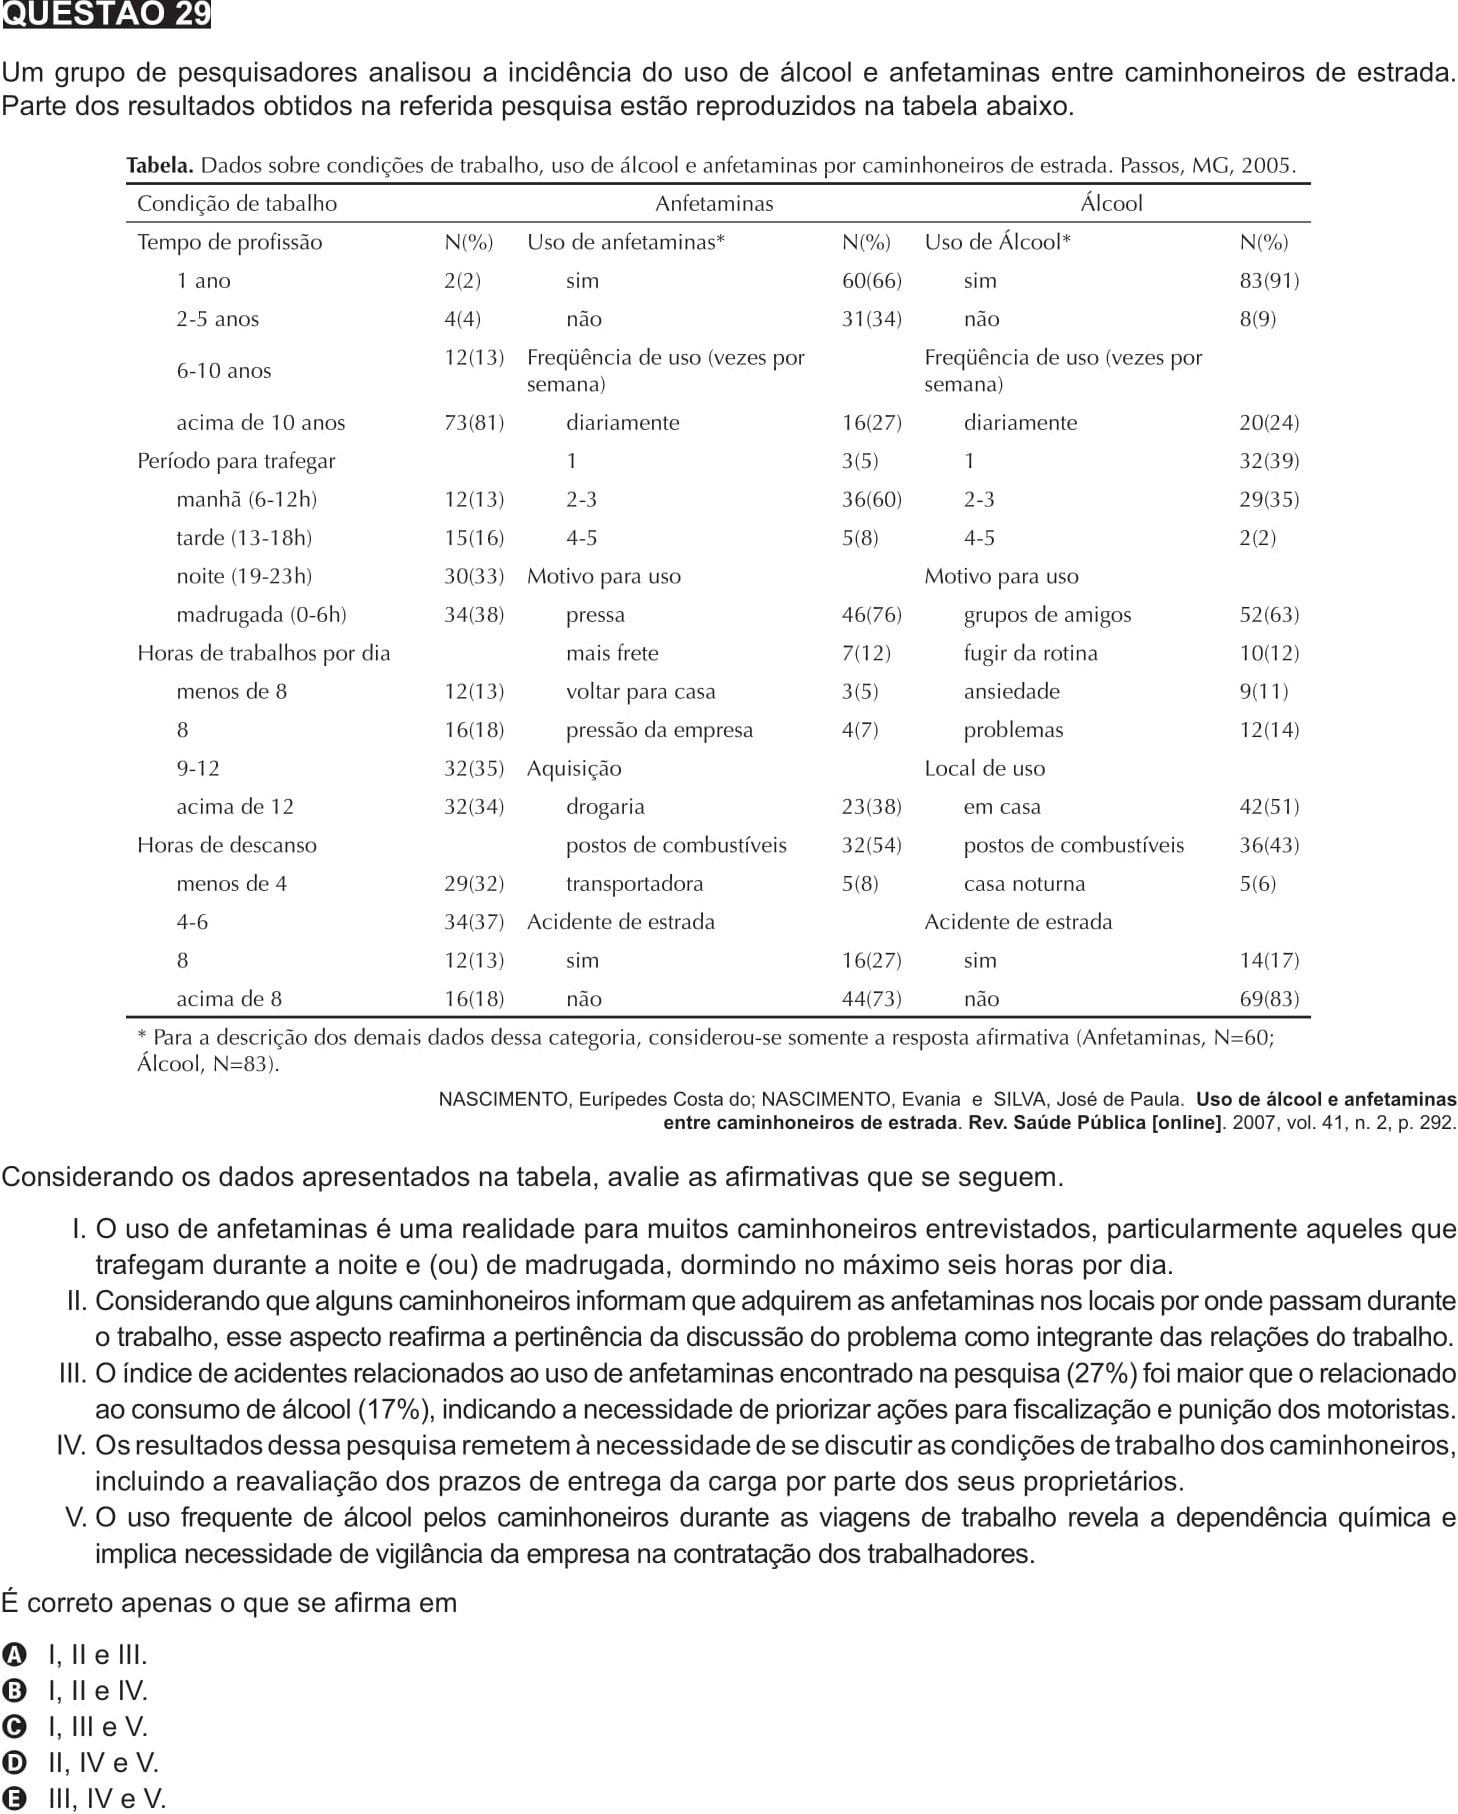 QUESTÃO 29
Um grupo de pesquisadores analisou a incidência do uso de álcool e anfetaminas entre caminhoneiros de estrada.
Parte dos resultados obtidos na referida pesquisa estão reproduzidos na tabela abaixo.
Tabela. Dados sobre condições de trabalho, uso de álcool e anfetaminas por caminhoneiros de estrada. Passos, MG, 2005.
Condição de tabalho Anfetaminas Álcool
Tempo de profissão N(%) Uso de anfetaminas* N(%) Uso de Álcool* N(%)
1 ano 2(2) sim 60(66) sim 83(91)
2-5 anos 4(4) não 31(34) não 8(9)
6-10 anos 12(13) Freqüência de uso (vezes por Freqüência de uso (vezes por
semana) semana)
acima de 10 anos 73(81) diariamente 16(27) diariamente 20(24)
Período para trafegar 1 3(5) 1 32(39)
manhã (6-12h) 12(13) 2-3 36(60) 2-3 29(35)
tarde (13-18h) 15(16) 4-5 5(8) 4-5 2(2)
noite (19-23h) 30(33) Motivo para uso Motivo para uso
madrugada (0-6h) 34(38) pressa 46(76) grupos de amigos 52(63)
Horas de trabalhos por dia mais frete 7(12) fugir da rotina 10(12)
menos de 8 12(13) voltar para casa 3(5) ansiedade 9(11)
8 16(18) pressão da empresa 4(7) problemas 12(14)
9-12 32(35) Aquisição Local de uso
acima de 12 32(34) drogaria 23(38) em casa 42(51)
Horas de descanso postos de combustíveis 32(54) postos de combustíveis 36(43)
menos de 4 29(32) transportadora 5(8) casa noturna 5(6)
4-6 34(37) Acidente de estrada Acidente de estrada
8 12(13) sim 16(27) sim 14(17)
acima de 8 16(18) não 44(73) não 69(83)
* Para a descrição dos demais dados dessa categoria, considerou-se somente a resposta afirmativa (Anfetaminas, N=60;
Álcool, N=83).
NASCIMENTO, Eurípedes Costa do; NASCIMENTO, Evania e SILVA, José de Paula. Uso de álcool e anfetaminas
entre caminhoneiros de estrada. Rev. Saúde Pública [online]. 2007, vol. 41, n. 2, p. 292.
Considerando os dados apresentados na tabela, avalie as afirmativas que se seguem.
I. O uso de anfetaminas é uma realidade para muitos caminhoneiros entrevistados, particularmente aqueles que
trafegam durante a noite e (ou) de madrugada, dormindo no máximo seis horas por dia.
II. Considerando que alguns caminhoneiros informam que adquirem as anfetaminas nos locais por onde passam durante
o trabalho, esse aspecto reafirma a pertinência da discussão do problema como integrante das relações do trabalho.
III. O índice de acidentes relacionados ao uso de anfetaminas encontrado na pesquisa (27%) foi maior que o relacionado
ao consumo de álcool (17%), indicando a necessidade de priorizar ações para fiscalização e punição dos motoristas.
IV. Os resultados dessa pesquisa remetem à necessidade de se discutir as condições de trabalho dos caminhoneiros,
incluindo a reavaliação dos prazos de entrega da carga por parte dos seus proprietários.
V. O uso frequente de álcool pelos caminhoneiros durante as viagens de trabalho revela a dependência química e
implica necessidade de vigilância da empresa na contratação dos trabalhadores.
É correto apenas o que se afirma em
A I, II e III.
B I, II e IV.
C I, III e V.
D II, IV e V.
E III, IV e V.